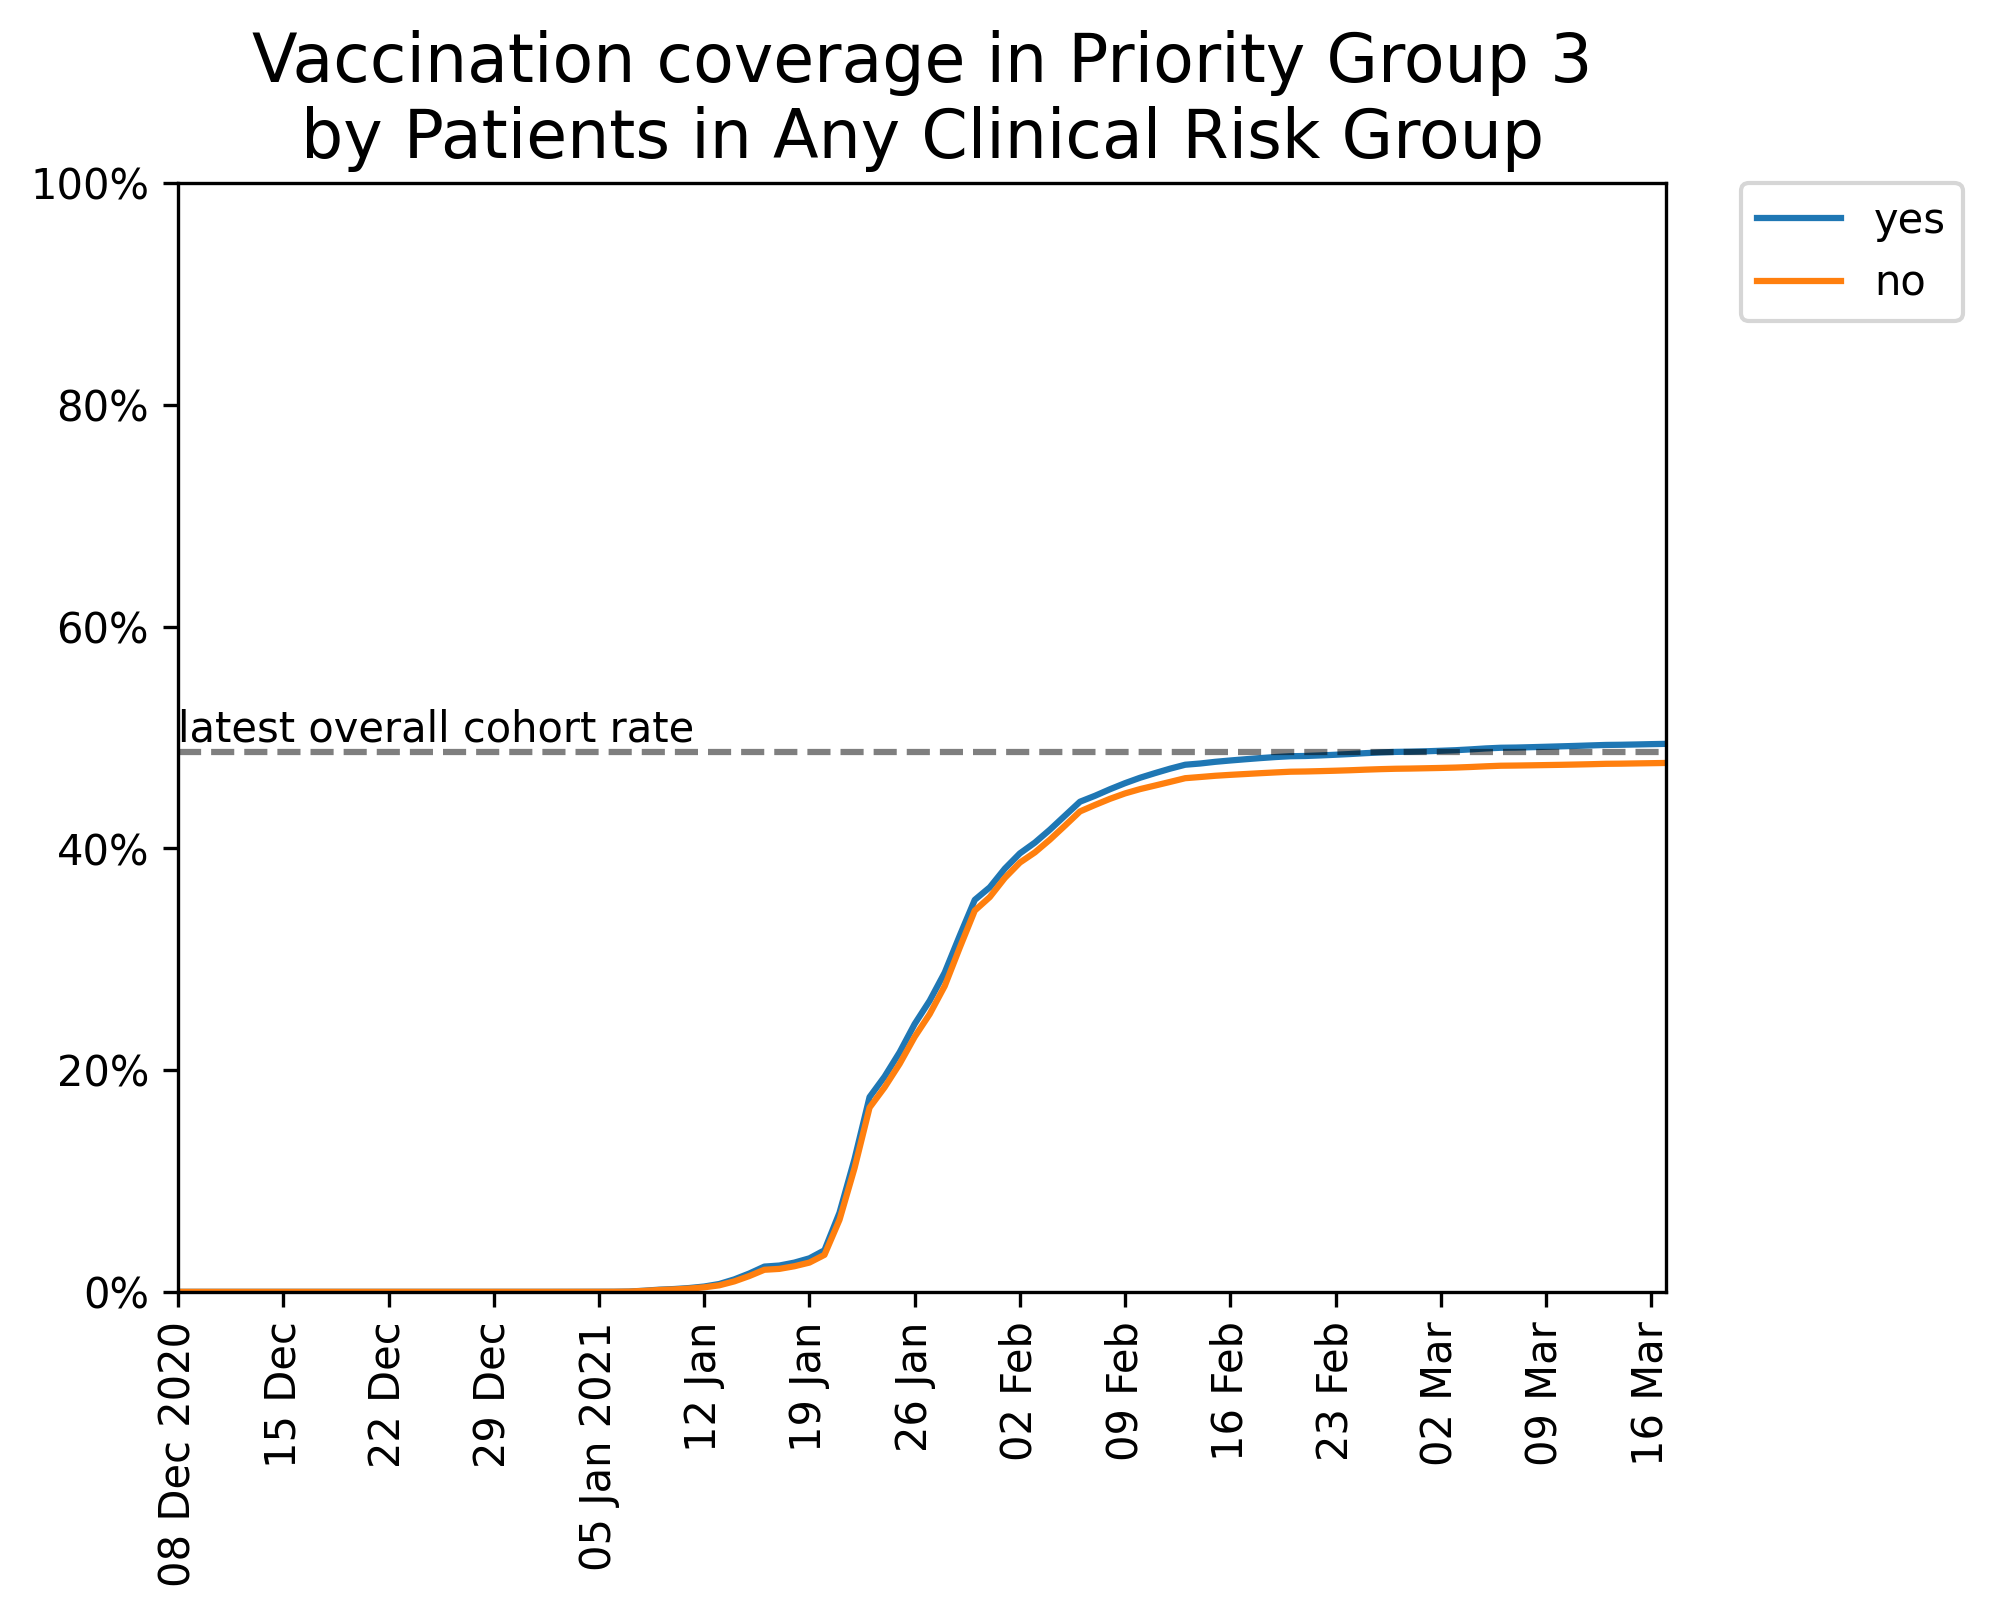 Vaccination coverage in Priority Group 3
by Patients in Any Clinical Risk Group
100%
80%
60%
40%
20%
0%
latest overall cohort rate
yes
no
08 Dec 2020
15 Dec
22 Dec
29 Dec
05 Jan 2021
12 Jan
19 Jan
26 Jan
02 Feb
09 Feb
16 Feb
23 Feb
02 Mar
09 Mar
16 Mar